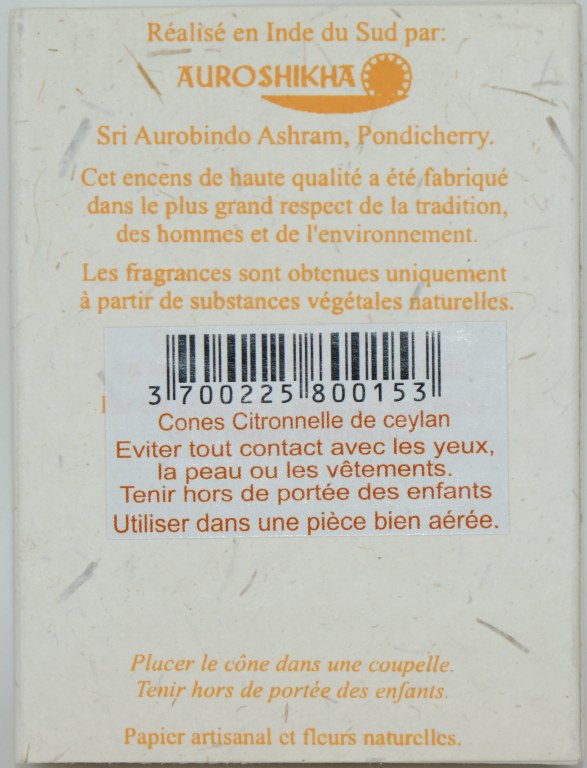 Réalisé en Inde du Sud par:
AUROSHIKHA
Sri Aurobindo Ashram, Pondicherry.
Cet encens de haute qualité a été fabriqué
dans le plus grand respect de la tradition,
des hommes et de l'environnement.
Les fragrances sont obtenues uniquement
à partir de substances végétales naturelles.
3 700225 800153
Cones Citronnelle de ceylan
Eviter tout contact avec les yeux,
la peau ou les vêtements.
Tenir hors de portée des enfants
Utiliser dans une pièce bien aérée.
Placer le cône dans une coupelle.
Tenir hors de portée des enfants.
Papier artisanal et fleurs naturelles.